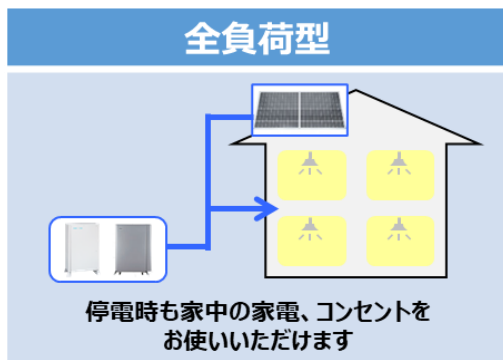 全負荷型
停電時も家中の家電、コンセントを
お使いいただけます